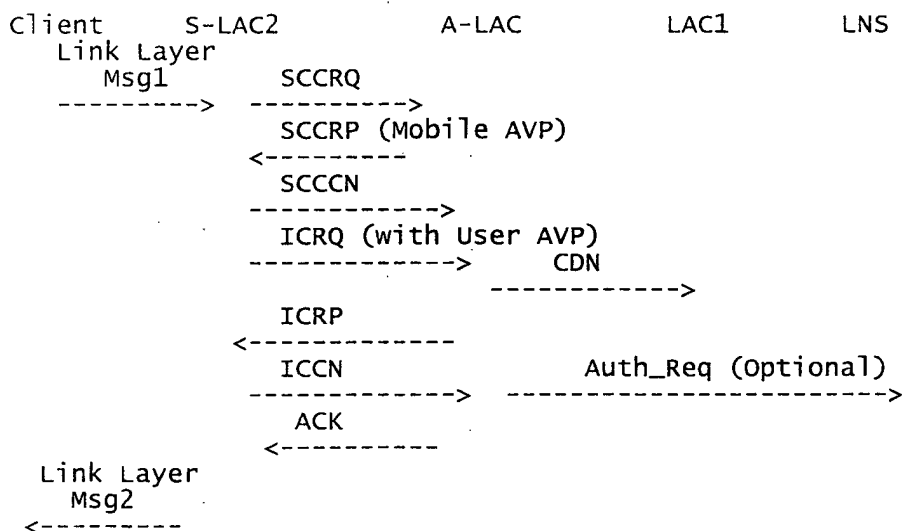 Client S-LAC2 A-LAC LAC1 LNS
Link Layer
Msg1 SCCRQ
---------> ---------->
SCCRP (Mobile AVP)
<---------
SCCCN
------------>
ICRQ (with User AVP)
-------------> CDN
------------>
ICRP
<-------------
ICCN Auth_Req (Optional)
-------------> ----------------------->
ACK
<----------
Link Layer
Msg2
<---------